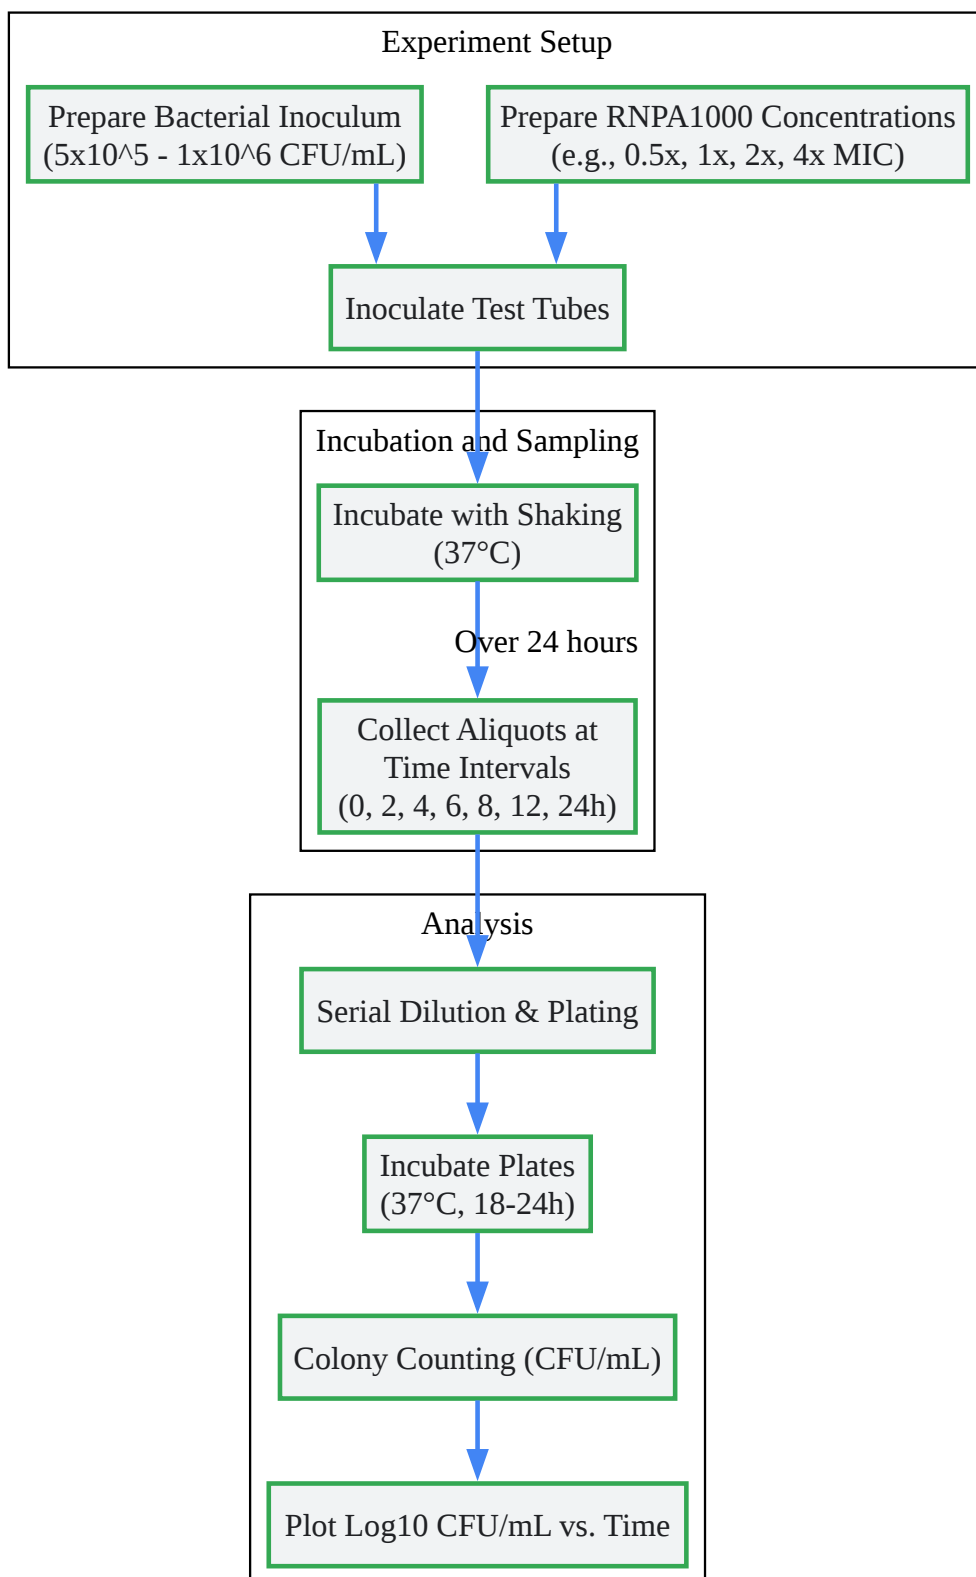 Experiment Setup
Prepare Bacterial Inoculum
(5x10^5 - 1x10^6 CFU/mL)
Prepare RNPA1000 Concentrations
(e.g., 0.5x, 1x, 2x, 4x MIC)
Inoculate Test Tubes
Incubation and Sampling
Incubate with Shaking
(37°C)
Over 24 hours
Collect Aliquots at
Time Intervals
(0, 2, 4, 6, 8, 12, 24h)
Analysis
Serial Dilution & Plating
Incubate Plates
(37°C, 18-24h)
Colony Counting (CFU/mL)
Plot Log10 CFU/mL vs. Time